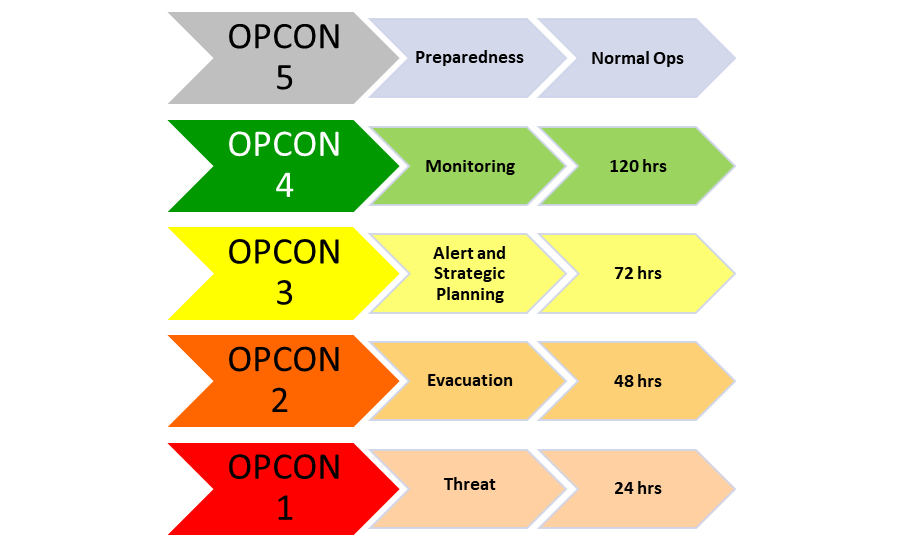 OPCON
5
Preparedness
Normal Ops
OPCON
4
Monitoring
120 hrs
OPCON
3
Alert and
Strategic
Planning
72 hrs
OPCON
2
Evacuation
48 hrs
OPCON
1
Threat
24 hrs